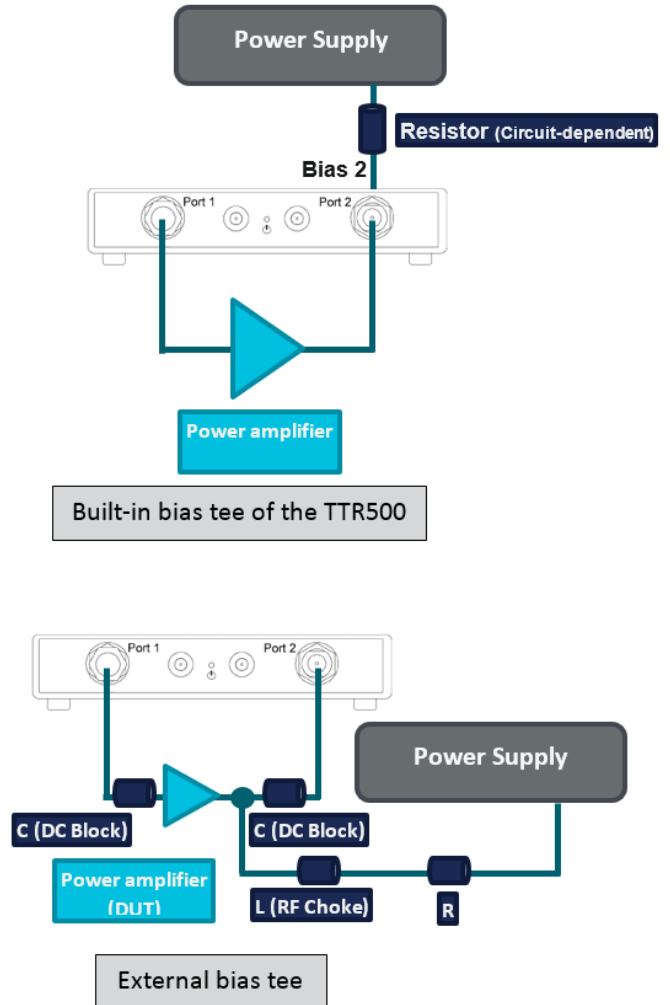 Power Supply
Resistor (Circuit-dependent)
Bias 2
Port 1
Port 2
Power amplifier
Built-in bias tee of the TTR500
Port 1
Port 2
Power Supply
C (DC Block)
C (DC Block)
Power amplifier
(DUT)
L (RF Choke)
R
External bias tee